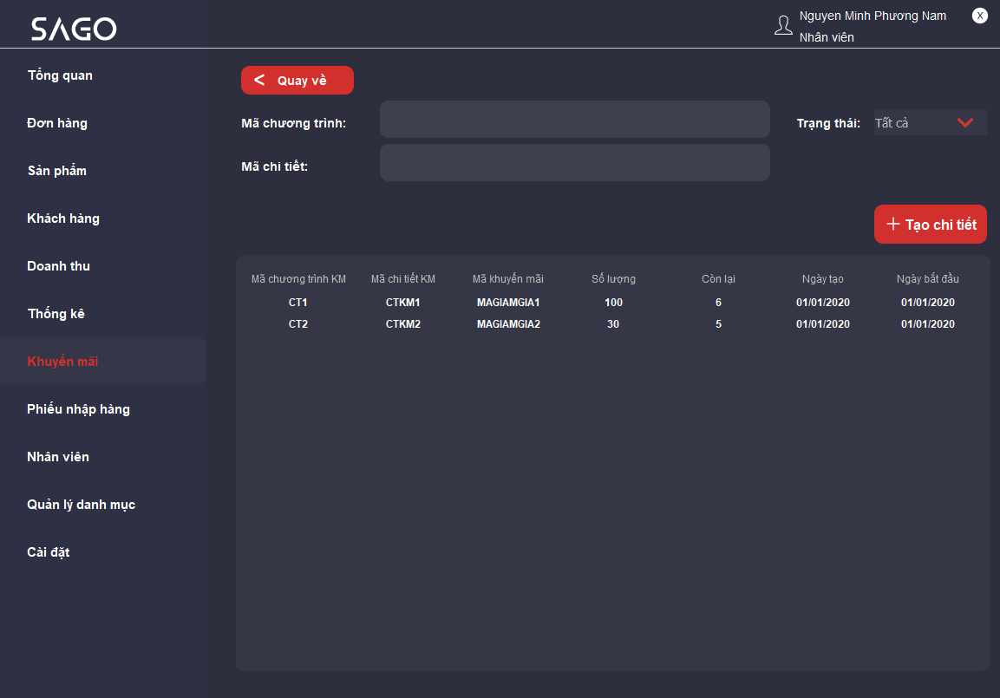 SAGO
Nguyen Minh Phương Nam
X
Nhân viên
Tổng quan
Đơn hàng
Sản phẩm
Khách hàng
Doanh thu
Thống kê
Khuyến mãi
Phiếu nhập hàng
Nhân viên
Quản lý danh mục
Cài đặt
< Quay về
Mã chương trình:
Trạng thái: Tất cả
Mã chi tiết:
+ Tạo chi tiết
Mã chương trình KM Mã chi tiết KM Mã khuyến mãi Số lượng Còn lại Ngày tạo Ngày bắt đầu
CT1 CTKM1 MAGIAMGIA1 100 6 01/01/2020 01/01/2020
CT2 CTKM2 MAGIAMGIA2 30 5 01/01/2020 01/01/2020